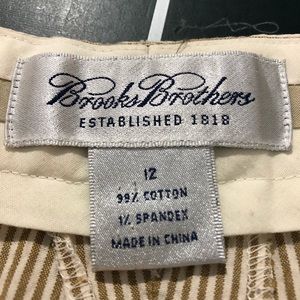 Brooks Brothers
ESTABLISHED 1818
12
99% COTTON
1% SPANDEX
MADE IN CHINA